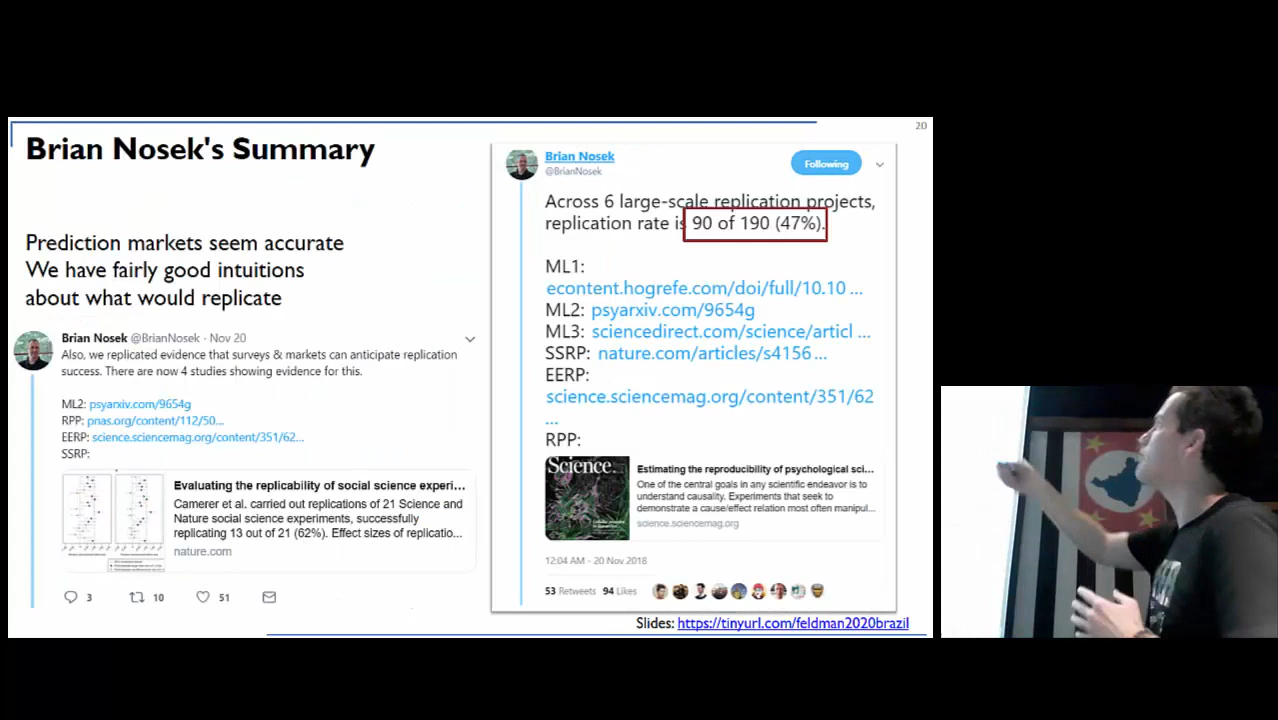 20
Brian Nosek's Summary
Prediction markets seem accurate
We have fairly good intuitions
about what would replicate
Brian Nosek @BrianNosek · Nov 20
Also, we replicated evidence that surveys & markets can anticipate replication
success. There are now 4 studies showing evidence for this.
ML2: psyarxiv.com/9654g
RPP: pnas.org/content/112/50...
EERP: science.sciencemag.org/content/351/62...
SSRP:
Evaluating the replicability of social science experi...
Camerer et al. carried out replications of 21 Science and
Nature social science experiments, successfully
replicating 13 out of 21 (62%). Effect sizes of replicatio...
nature.com
3 10 51
Brian Nosek
@BrianNosek
Following
Across 6 large-scale replication projects,
replication rate is 90 of 190 (47%).
ML1:
econtent.hogrefe.com/doi/full/10.10 ...
ML2: psyarxiv.com/9654g
ML3: sciencedirect.com/science/articl ...
SSRP: nature.com/articles/s4156...
EERP:
science.sciencemag.org/content/351/62
...
RPP:
Science
Estimating the reproducibility of psychological sci...
One of the central goals in any scientific endeavor is to
understand causality. Experiments that seek to
demonstrate a cause/effect relation most often manipul...
science.sciencemag.org
12:04 AM - 20 Nov 2018
53 Retweets 94 Likes
Slides: https://tinyurl.com/feldman2020brazil